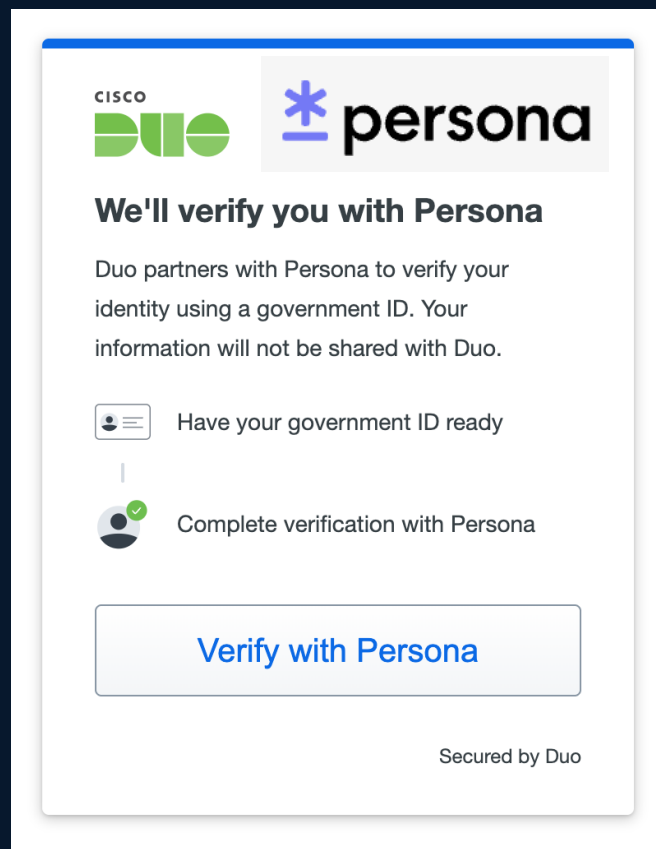 CISCO
DUO
persona
We'll verify you with Persona
Duo partners with Persona to verify your
identity using a government ID. Your
information will not be shared with Duo.
Have your government ID ready
Complete verification with Persona
Verify with Persona
Secured by Duo